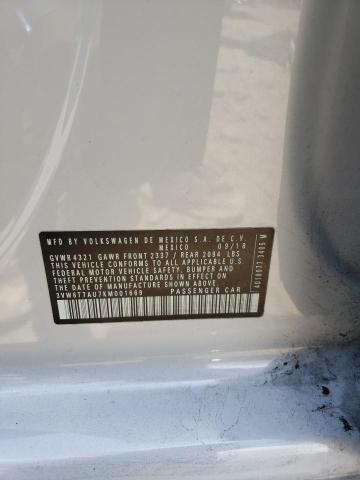 MFD BY VOLKSWAGEN DE MEXICO S.A. DE C.V.
MEXICO 09/18
GVWR4321 GAWR FRONT 2337 / REAR 2094 LBS
THIS VEHICLE CONFORMS TO ALL APPLICABLE U.S.
FEDERAL MOTOR VEHICLE SAFETY, BUMPER AND
THEFT PREVENTION STANDARDS IN EFFECT ON THE
DATE OF MANUFACTURE SHOWN ABOVE.
3VW6T7AU7KM001669 PASSENGER CAR